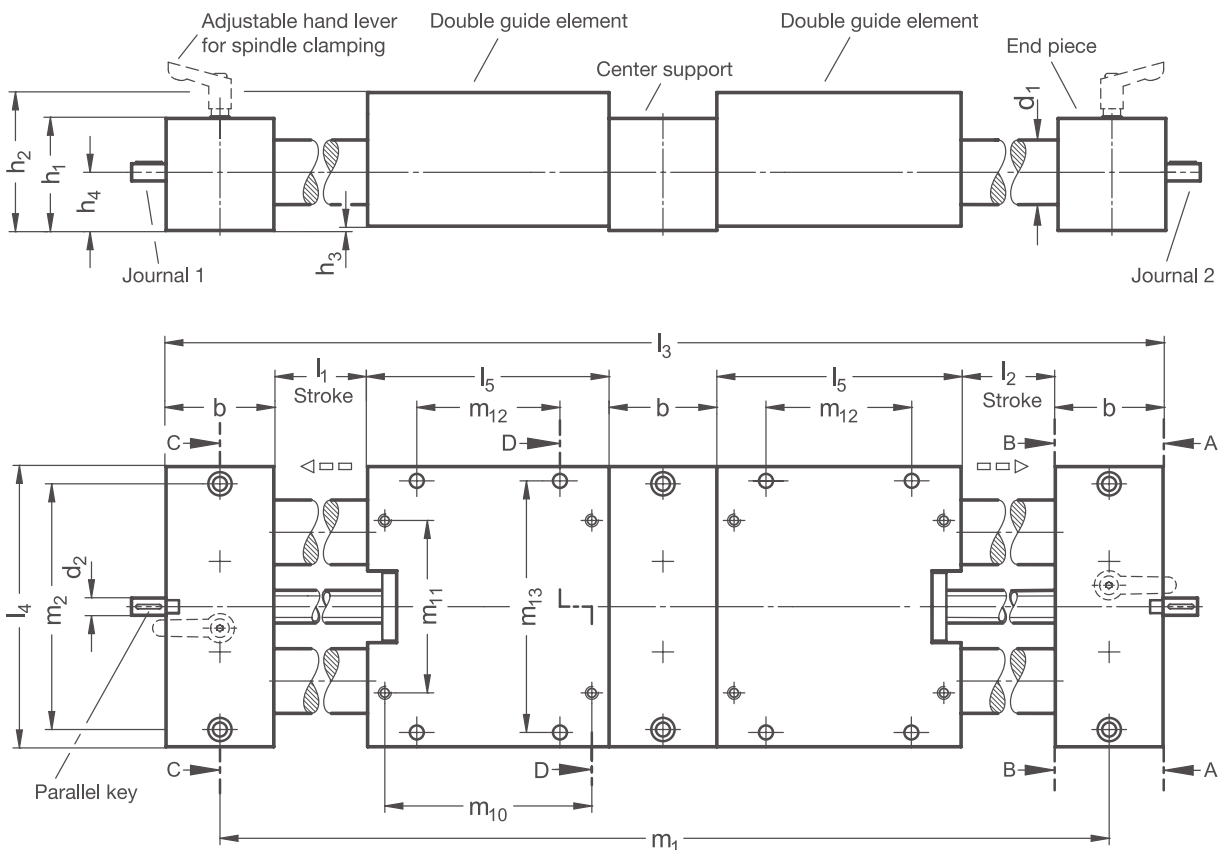 Adjustable hand lever
for spindle clamping
Double guide element
Double guide element
End piece
Center support
d1
h2
h1
h4
h3
Journal 1
Journal 2
l3
l1
Stroke
l5
l5
l2
Stroke
b
m12
b
m12
b
C
D
B
A
l4
m2
d2
m11
m13
C
D
B
A
Parallel key
m10
m1